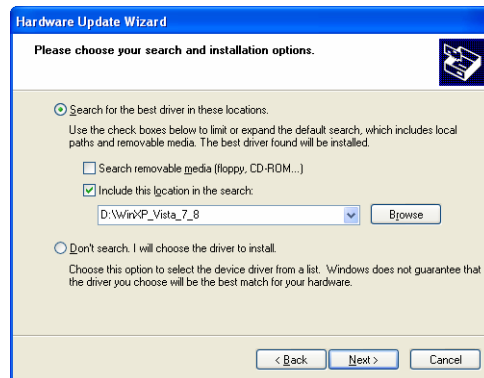 Hardware Update Wizard
Please choose your search and installation options.
Search for the best driver in these locations.
Use the check boxes below to limit or expand the default search, which includes local
paths and removable media. The best driver found will be installed.
Search removable media (floppy, CD-ROM...)
Include this location in the search:
D:\WinXP_Vista_7_8
Browse
Don't search. I will choose the driver to install.
Choose this option to select the device driver from a list. Windows does not guarantee that
the driver you choose will be the best match for your hardware.
< Back Next > Cancel